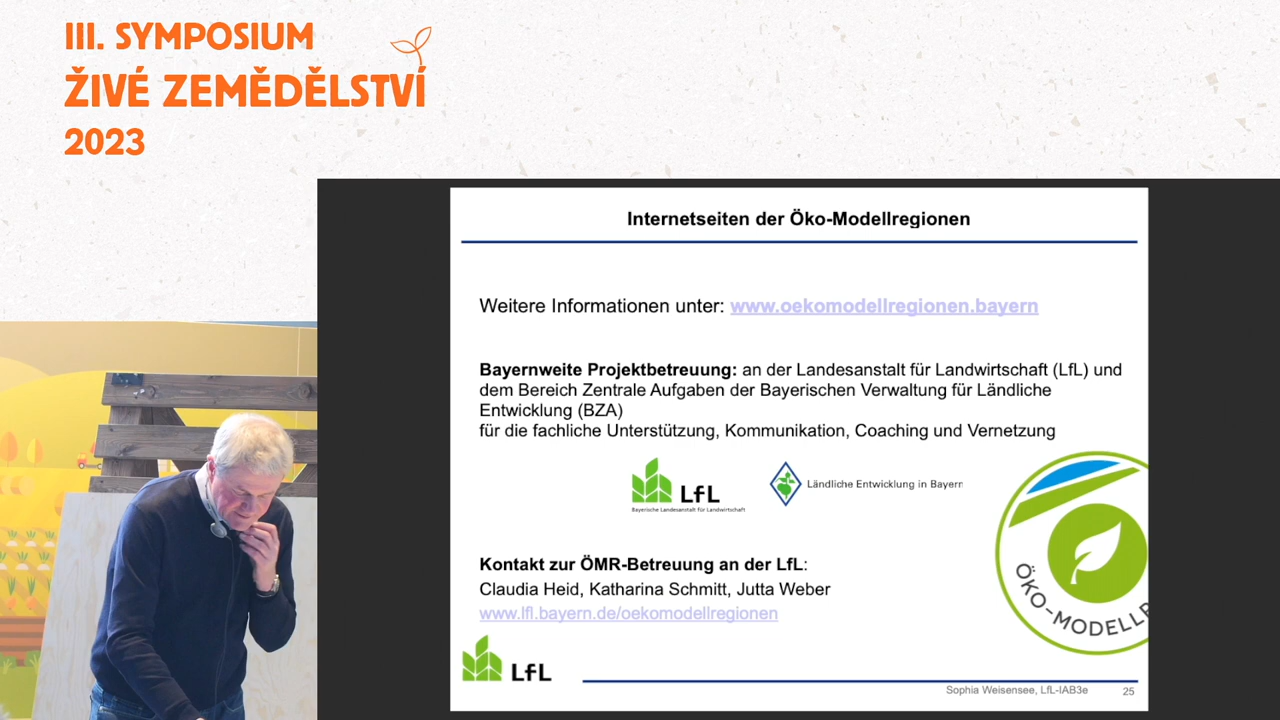 III. SYMPOSIUM
ŽIVÉ ZEMĚDĚLSTVÍ
2023
Internetseiten der Öko-Modellregionen
Weitere Informationen unter: www.oekomodellregionen.bayern
Bayernweite Projektbetreuung: an der Landesanstalt für Landwirtschaft (LfL) und
dem Bereich Zentrale Aufgaben der Bayerischen Verwaltung für Ländliche
Entwicklung (BZA)
für die fachliche Unterstützung, Kommunikation, Coaching und Vernetzung
LfL
Bayerische Landesanstalt für Landwirtschaft
Ländliche Entwicklung in Bayern
ÖKO-MODELLR
Kontakt zur ÖMR-Betreuung an der LfL:
Claudia Heid, Katharina Schmitt, Jutta Weber
www.lfl.bayern.de/oekomodellregionen
LfL
Sophia Weisensee, LfL-IAB3e 25